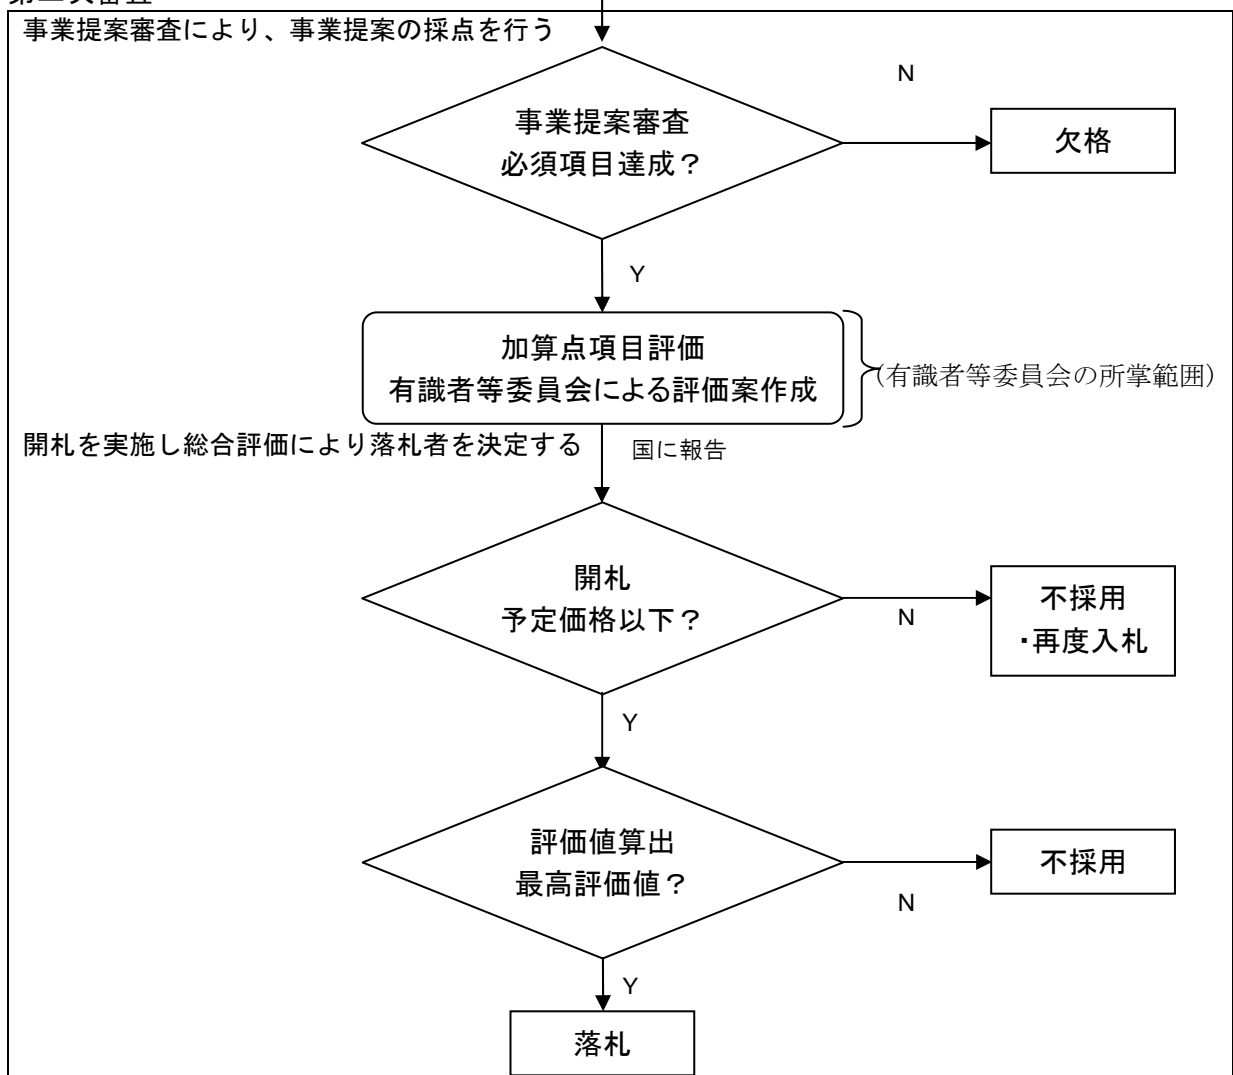 事業提案審査により、事業提案の採点を行う
N
事業提案審査
必須項目達成？
欠格
Y
加算点項目評価
有識者等委員会による評価案作成
(有識者等委員会の所掌範囲)
開札を実施し総合評価により落札者を決定する
国に報告
開札
予定価格以下？
N
不採用
・再度入札
Y
評価値算出
最高評価値？
不採用
N
Y
落札